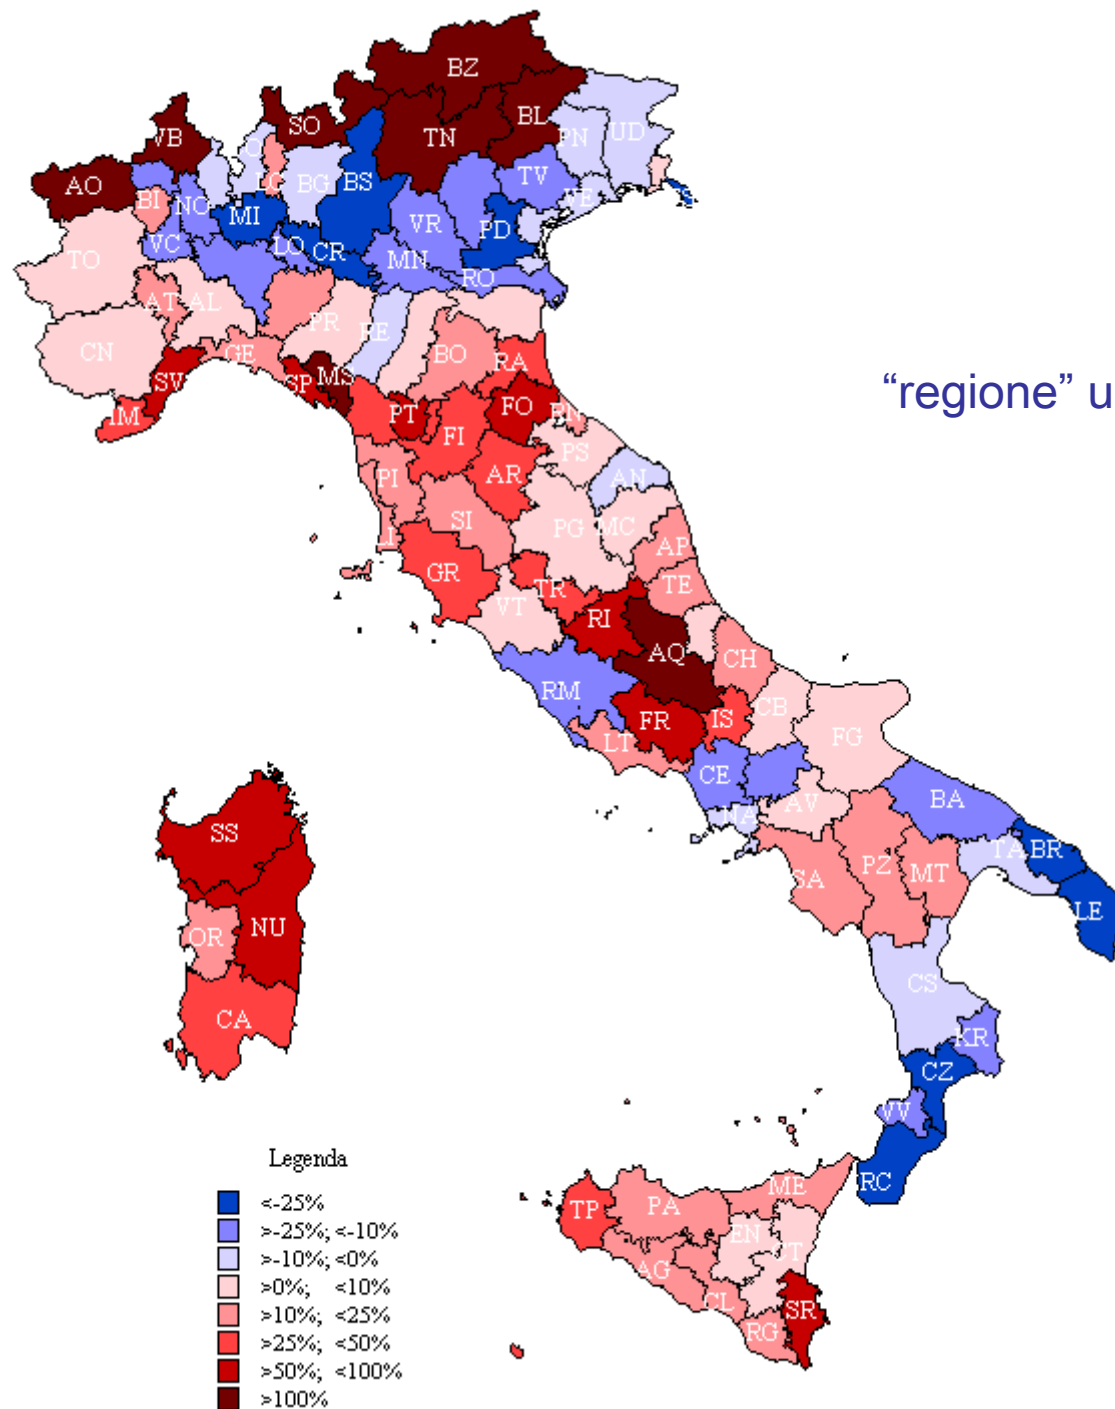 BZ
BL
SO
TN
PN
UD
VB
BG
BS
TV
AO
BI
NO
MI
VE
VR
PD
VC
LO
CR
MN
TO
RO
AT
AL
PR
RE
CN
GE
BO
RA
SV
SP
MS
PT
FO
RN
IM
FI
“regione” u
PS
PI
AR
AN
SI
PG
MC
LI
AP
GR
TR
TE
VT
RI
AQ
CH
RM
FR
IS
CB
FG
LT
CE
AV
BA
NA
SS
TA
BR
SA
PZ
MT
LE
OR
NU
CS
CA
KR
CZ
VV
Legenda
RC
ME
<-25%
TP
PA
>-25%; <-10%
EN
CT
>-10%; <0%
AG
>0%; <10%
CL
SR
>10%; <25%
RG
>25%; <50%
>50%; <100%
>100%